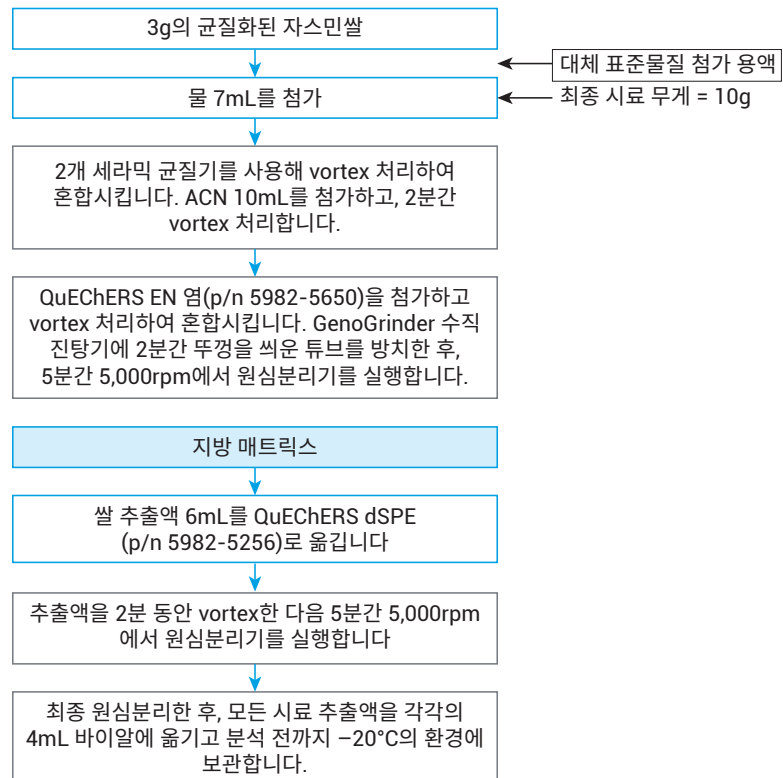 3g의 균질화된 자스민쌀
대체 표준물질 첨가 용액
물 7mL를 첨가
최종 시료 무게 = 10g
2개 세라믹 균질기를 사용해 vortex 처리하여
혼합시킵니다. ACN 10mL를 첨가하고, 2분간
vortex 처리합니다.
QuEChERS EN 염(p/n 5982-5650)을 첨가하고
vortex 처리하여 혼합시킵니다. GenoGrinder 수직
진탕기에 2분간 뚜껑을 씌운 튜브를 방치한 후,
5분간 5,000rpm에서 원심분리기를 실행합니다.
지방 매트릭스
쌀 추출액 6mL를 QuEChERS dSPE
(p/n 5982-5256)로 옮깁니다
추출액을 2분 동안 vortex한 다음 5분간 5,000rpm
에서 원심분리기를 실행합니다
최종 원심분리한 후, 모든 시료 추출액을 각각의
4mL 바이알에 옮기고 분석 전까지 –20°C의 환경에
보관합니다.